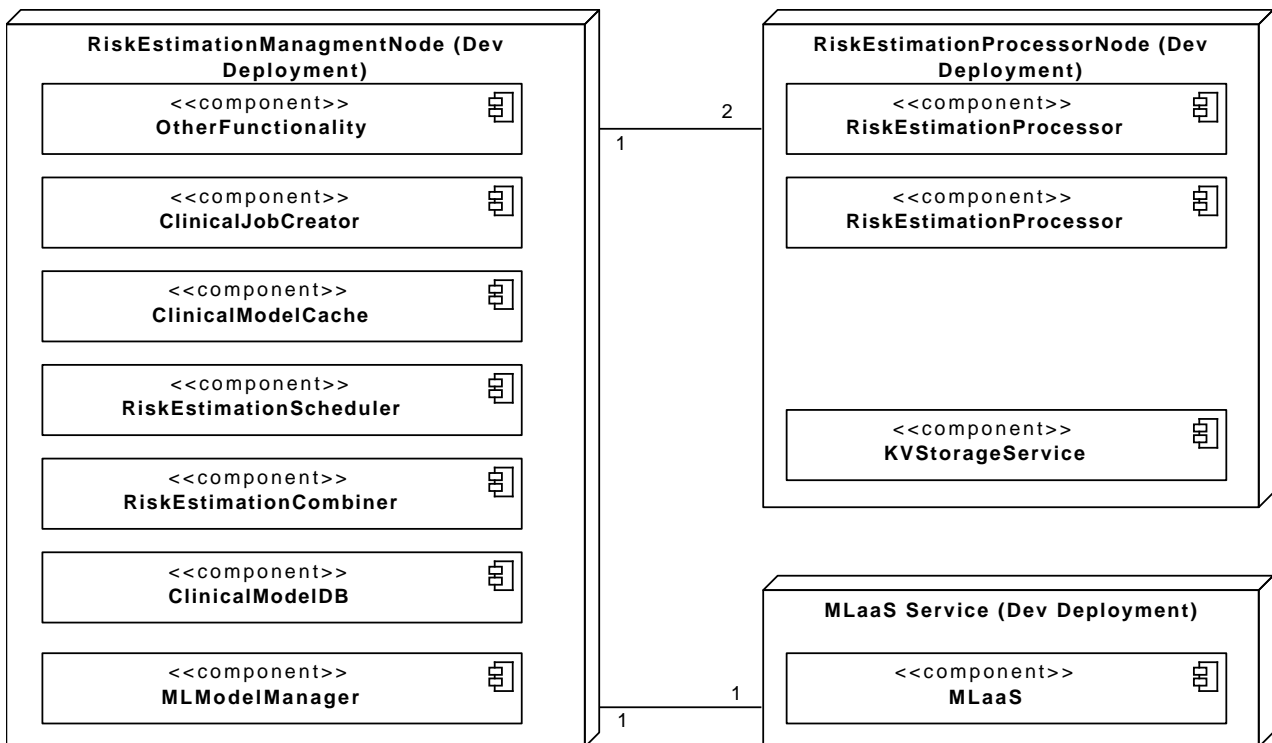 RiskEstimationManagmentNode (Dev
Deployment)
<<component>>
OtherFunctionality
<<component>>
ClinicalJobCreator
<<component>>
ClinicalModelCache
<<component>>
RiskEstimationScheduler
<<component>>
RiskEstimationCombiner
<<component>>
ClinicalModelDB
<<component>>
MLModelManager
2
1
1
1
RiskEstimationProcessorNode (Dev
Deployment)
<<component>>
RiskEstimationProcessor
<<component>>
RiskEstimationProcessor
<<component>>
KVStorageService
MLaaS Service (Dev Deployment)
<<component>>
MLaaS